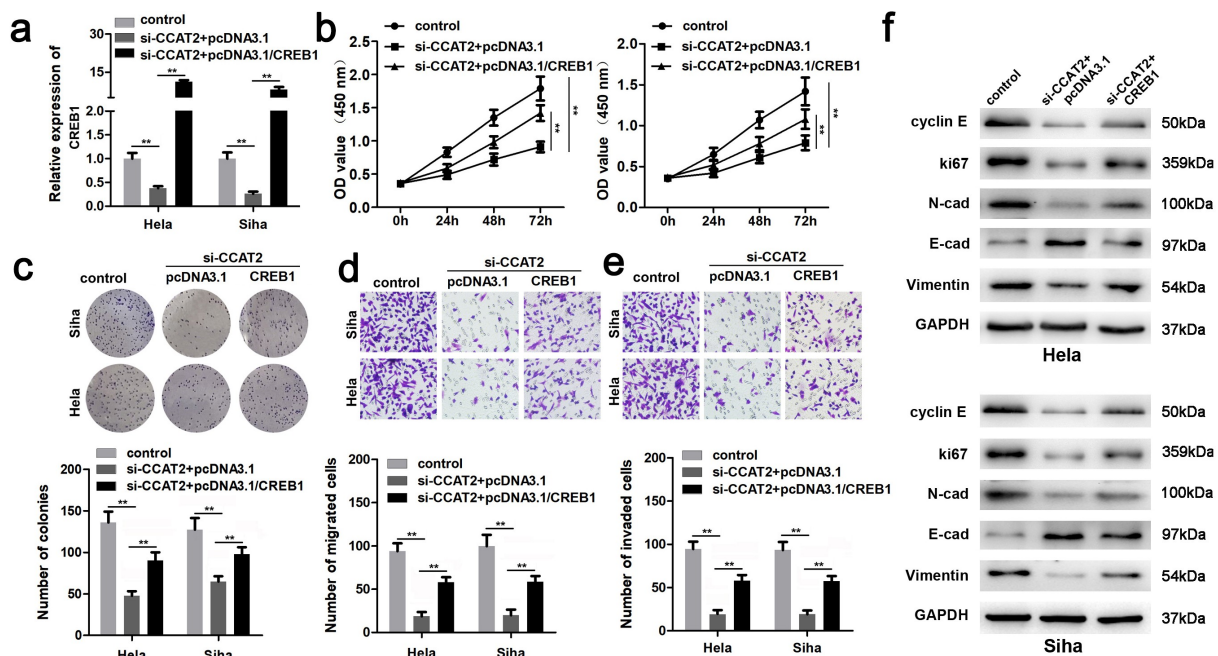 a
control
si-CCAT2+pcDNA3.1
si-CCAT2+pcDNA3.1/CREB1
Relative expression of
CREB1
30
15
2.0
1.5
1.0
0.5
0.0
**
**
**
**
Hela
Siha
b
control
si-CCAT2+pcDNA3.1
si-CCAT2+pcDNA3.1/CREB1
OD value （450 nm）
2.5
2.0
1.5
1.0
0.5
0.0
0h
24h
48h
72h
**
**
control
si-CCAT2+pcDNA3.1
si-CCAT2+pcDNA3.1/CREB1
OD value （450 nm）
2.0
1.5
1.0
0.5
0.0
0h
24h
48h
72h
**
**
c
control
si-CCAT2
pcDNA3.1
CREB1
Siha
Hela
control
si-CCAT2+pcDNA3.1
si-CCAT2+pcDNA3.1/CREB1
Number of colonies
200
150
100
50
0
**
**
**
**
Hela
Siha
d
control
si-CCAT2
pcDNA3.1
CREB1
Siha
Hela
control
si-CCAT2+pcDNA3.1
si-CCAT2+pcDNA3.1/CREB1
Number of migrated cells
200
150
100
50
0
**
**
**
**
Hela
Siha
e
control
si-CCAT2
pcDNA3.1
CREB1
Siha
Hela
control
si-CCAT2+pcDNA3.1
si-CCAT2+pcDNA3.1/CREB1
Number of invaded cells
200
150
100
50
0
**
**
**
**
Hela
Siha
f
control
si-CCAT2+
pcDNA3.1
si-CCAT2+
CREB1
cyclin E 50kDa
ki67 359kDa
N-cad 100kDa
E-cad 97kDa
Vimentin 54kDa
GAPDH 37kDa
Hela
cyclin E 50kDa
ki67 359kDa
N-cad 100kDa
E-cad 97kDa
Vimentin 54kDa
GAPDH 37kDa
Siha